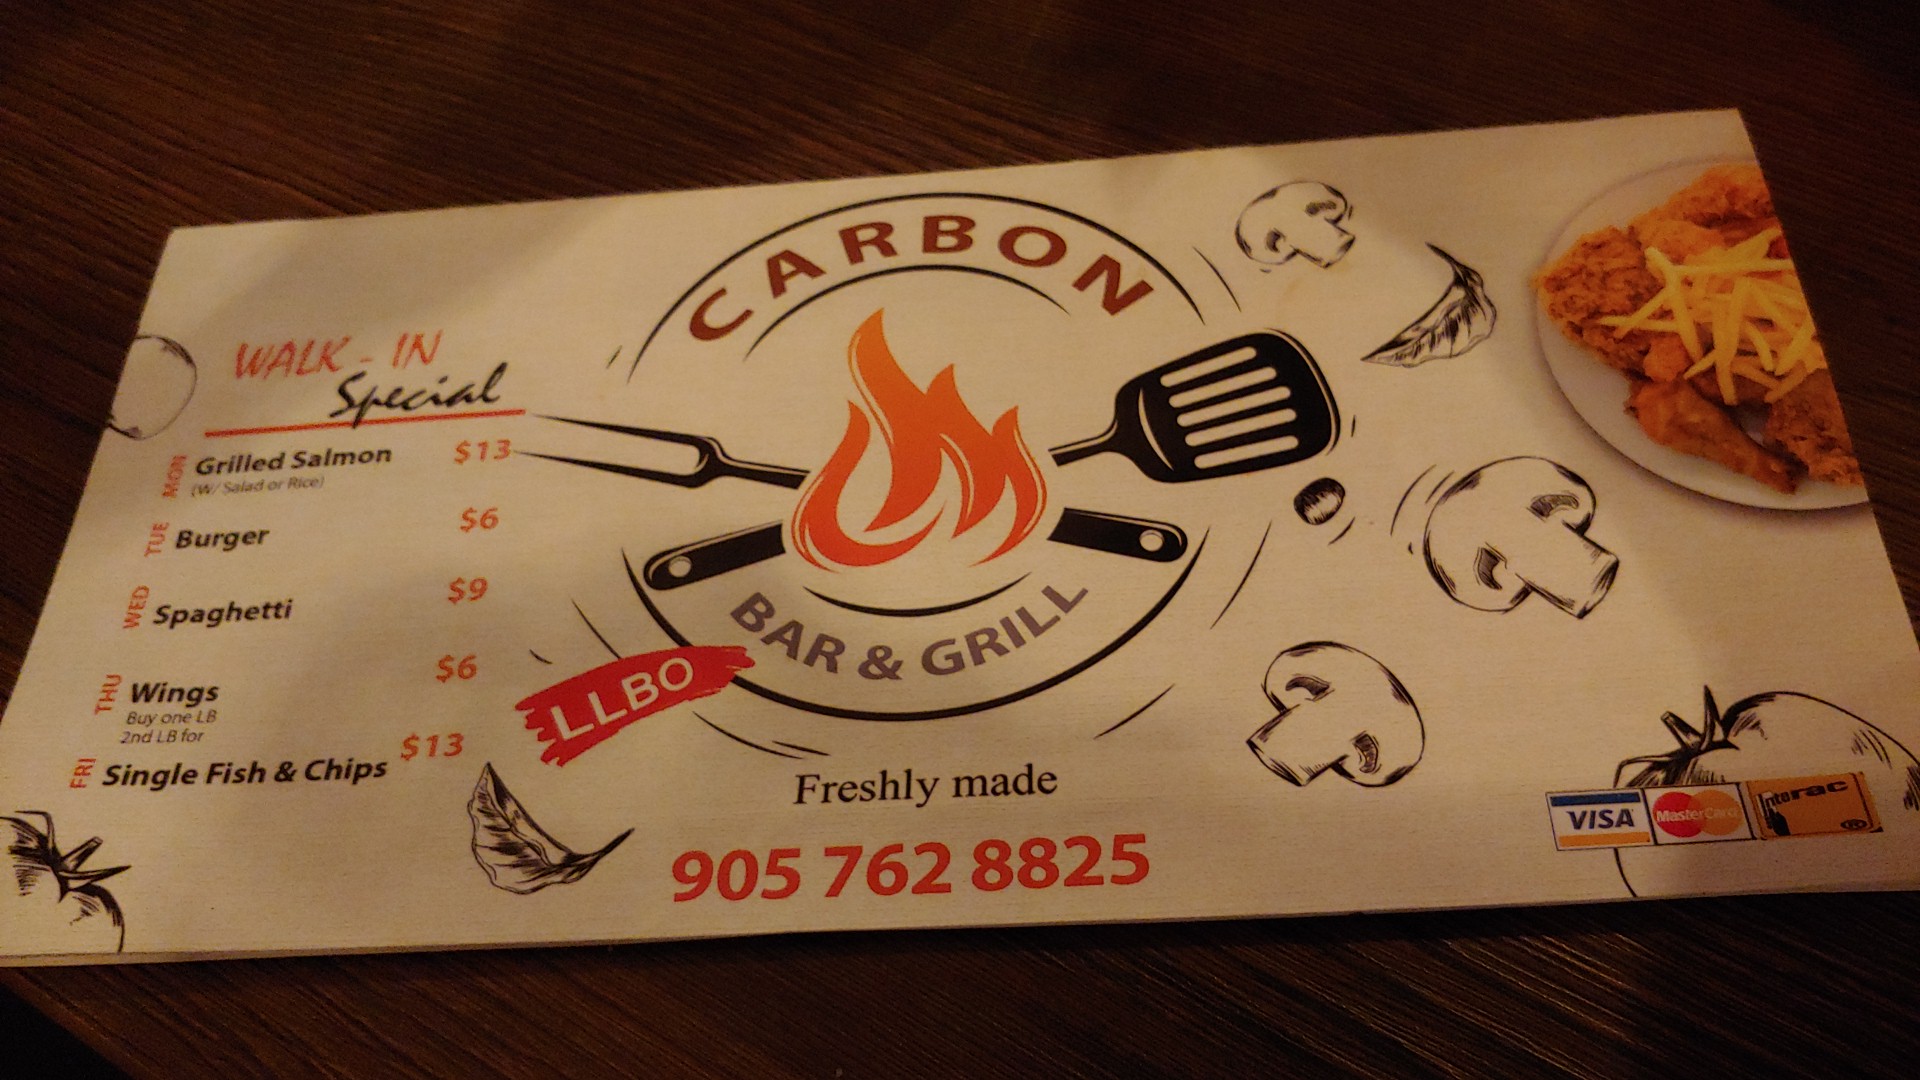 WALK - IN
Special
MON Grilled Salmon $13
(W/ Salad or Rice)
TUE Burger $6
WED Spaghetti $9
THU Wings $6
Buy one LB
2nd LB for
FRI Single Fish & Chips $13
CARBON
BAR & GRILL
LLBO
Freshly made
905 762 8825
VISA MasterCard Interac ®